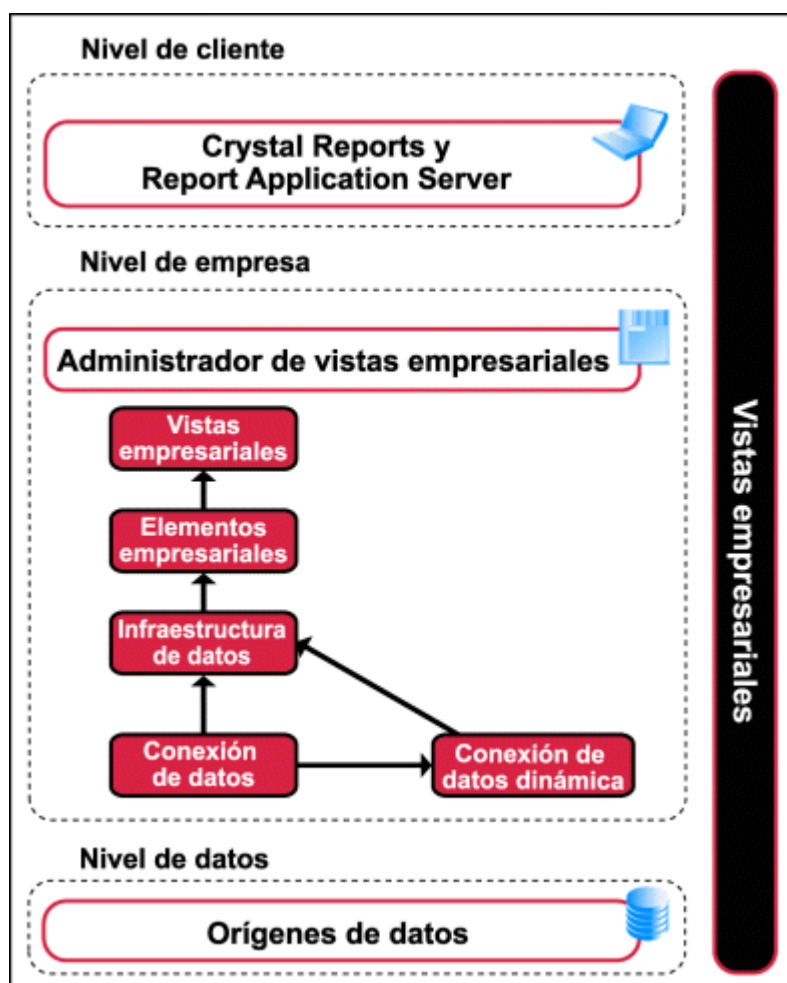 Nivel de cliente
Crystal Reports y
Report Application Server
Nivel de empresa
Administrador de vistas empresariales
Vistas
empresariales
Elementos
empresariales
Infraestructura
de datos
Conexión
de datos
Conexión de
datos dinámica
Nivel de datos
Orígenes de datos
Vistas empresariales